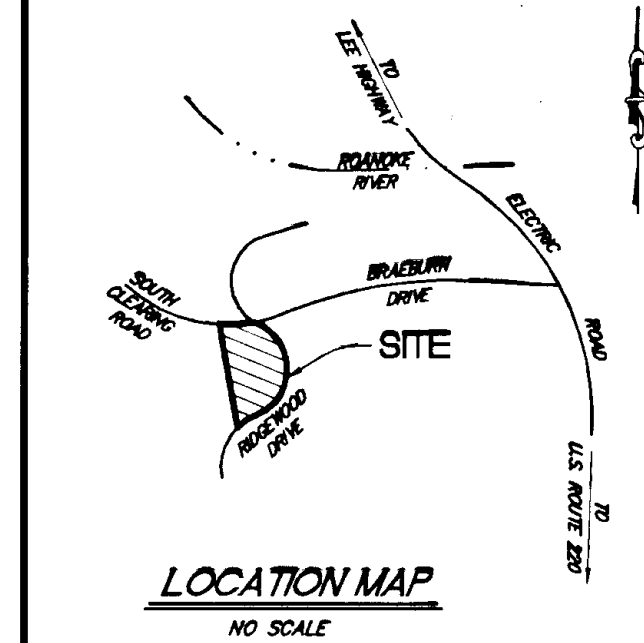 TO
LEE HIGHWAY
ROANOKE
RIVER
ELECTRIC
ROAD
BRAEBURN
DRIVE
SOUTH
CLEARING
ROAD
SITE
RIDGEWOOD
DRIVE
TO
U.S. ROUTE 220
LOCATION MAP
NO SCALE